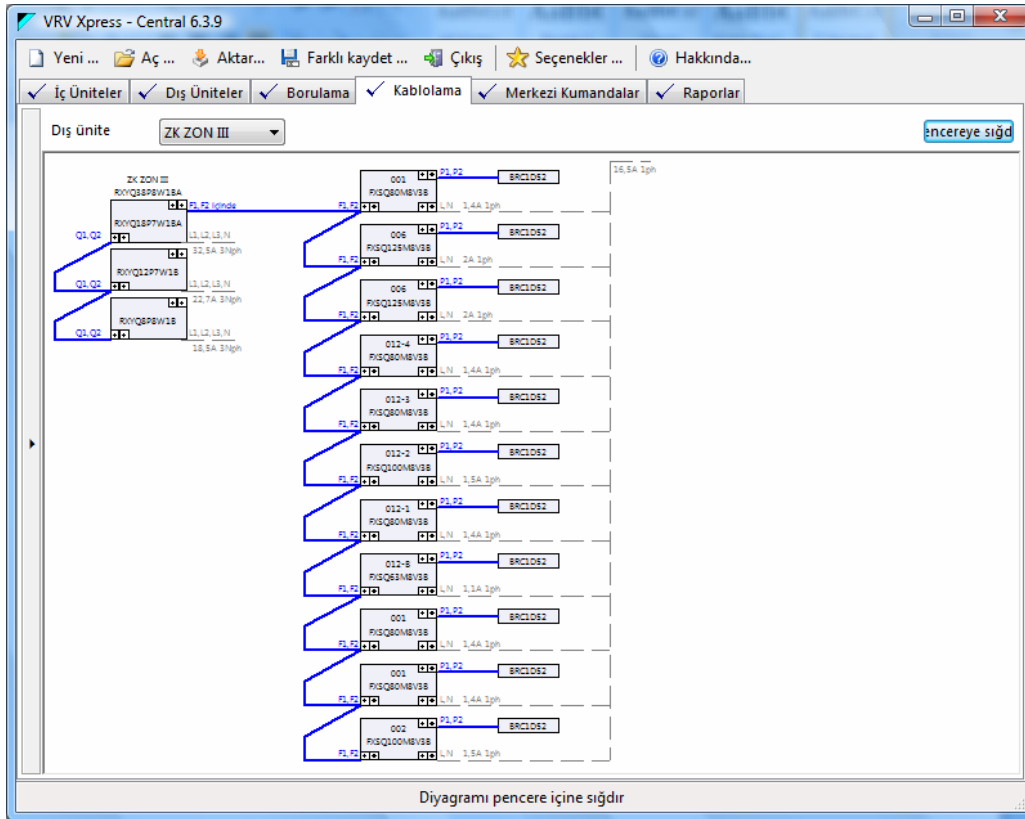 VRV Xpress - Central 6.3.9
Yeni ... Aç ... Aktar... Farklı kaydet ... Çıkış Seçenekler ... Hakkında...
İç Üniteler Dış Üniteler Borulama Kablolama Merkezi Kumandalar Raporlar
Dış ünite ZK ZON III encereye sığd
16,5A 1ph
ZK ZON III
RXYQ38P8W1BA
RXYQ18P7W1BA
F1,F2 içinde
Q1,Q2
L1,L2,L3,N
32,5A 3Nph
RXYQ12P7W1B
Q1,Q2
L1,L2,L3,N
22,7A 3Nph
RXYQ8P8W1B
Q1,Q2
L1,L2,L3,N
18,5A 3Nph
001 P1,P2 BRC1D52
FXSQ80M8V3B
F1,F2 L,N 1,4A 1ph
006 P1,P2 BRC1D52
FXSQ125M8V3B
F1,F2 L,N 2A 1ph
006 P1,P2 BRC1D52
FXSQ125M8V3B
F1,F2 L,N 2A 1ph
012-4 P1,P2 BRC1D52
FXSQ80M8V3B
F1,F2 L,N 1,4A 1ph
012-3 P1,P2 BRC1D52
FXSQ80M8V3B
F1,F2 L,N 1,4A 1ph
012-2 P1,P2 BRC1D52
FXSQ100M8V3B
F1,F2 L,N 1,5A 1ph
012-1 P1,P2 BRC1D52
FXSQ80M8V3B
F1,F2 L,N 1,4A 1ph
012-8 P1,P2 BRC1D52
FXSQ63M8V3B
F1,F2 L,N 1,1A 1ph
001 P1,P2 BRC1D52
FXSQ80M8V3B
F1,F2 L,N 1,4A 1ph
001 P1,P2 BRC1D52
FXSQ80M8V3B
F1,F2 L,N 1,4A 1ph
002 P1,P2 BRC1D52
FXSQ100M8V3B
F1,F2 L,N 1,5A 1ph
Diyagramı pencere içine sığdır